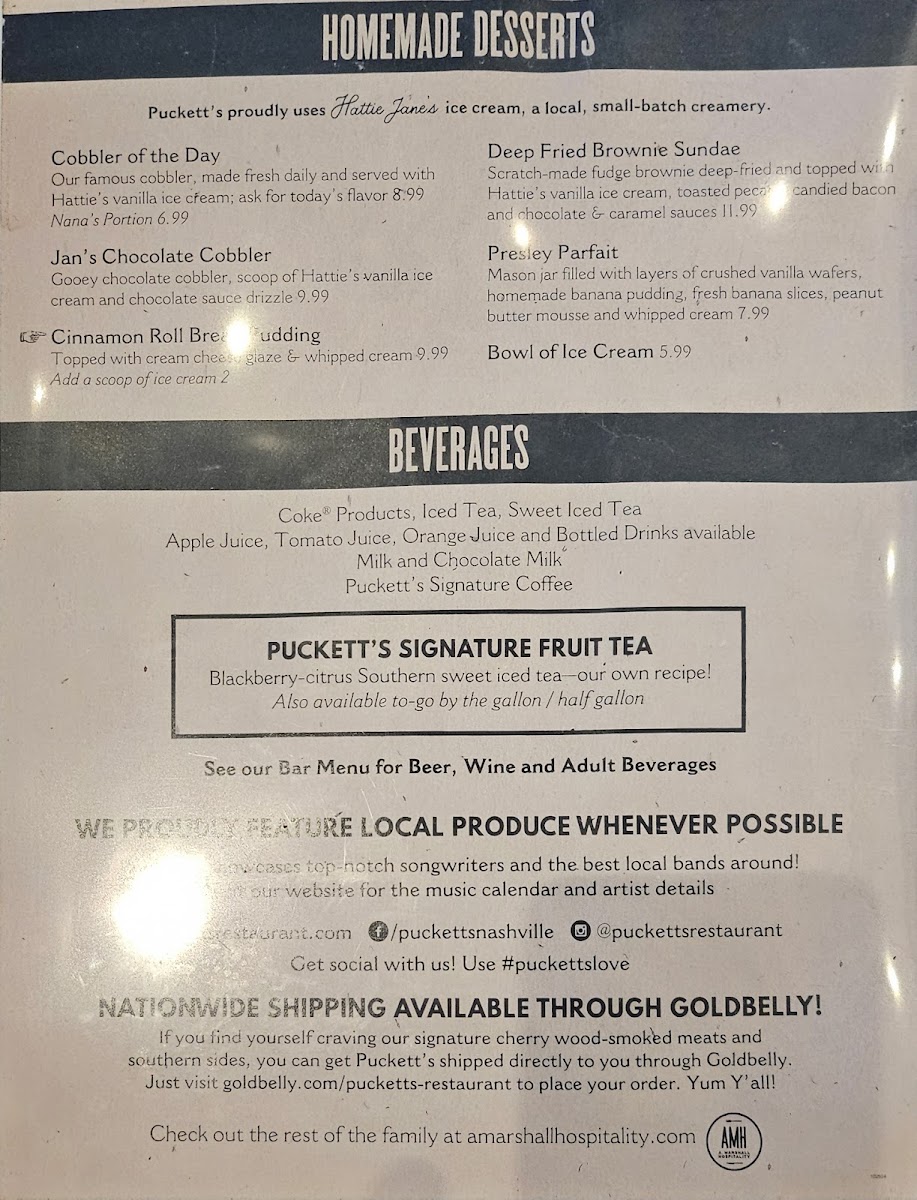 HOMEMADE DESSERTS
Puckett's proudly uses Hattie Jane's ice cream, a local, small-batch creamery.
Cobbler of the Day
Our famous cobbler, made fresh daily and served with
Hattie's vanilla ice cream; ask for today's flavor 8.99
Nana's Portion 6.99
Jan's Chocolate Cobbler
Gooey chocolate cobbler, scoop of Hattie's vanilla ice
cream and chocolate sauce drizzle 9.99
Cinnamon Roll Bread Pudding
Topped with cream cheese glaze & whipped cream 9.99
Add a scoop of ice cream 2
Deep Fried Brownie Sundae
Scratch-made fudge brownie deep-fried and topped with
Hattie's vanilla ice cream, toasted pecans, candied bacon
and chocolate & caramel sauces 11.99
Presley Parfait
Mason jar filled with layers of crushed vanilla wafers,
homemade banana pudding, fresh banana slices, peanut
butter mousse and whipped cream 7.99
Bowl of Ice Cream 5.99
BEVERAGES
Coke® Products, Iced Tea, Sweet Iced Tea
Apple Juice, Tomato Juice, Orange Juice and Bottled Drinks available
Milk and Chocolate Milk
Puckett's Signature Coffee
PUCKETT'S SIGNATURE FRUIT TEA
Blackberry-citrus Southern sweet iced tea—our own recipe!
Also available to-go by the gallon / half gallon
See our Bar Menu for Beer, Wine and Adult Beverages
WE PROUDLY FEATURE LOCAL PRODUCE WHENEVER POSSIBLE
showcases top-notch songwriters and the best local bands around!
our website for the music calendar and artist details
restaurant.com /puckettsnashville @puckettsrestaurant
Get social with us! Use #puckettslove
NATIONWIDE SHIPPING AVAILABLE THROUGH GOLDBELLY!
If you find yourself craving our signature cherry wood-smoked meats and
southern sides, you can get Puckett's shipped directly to you through Goldbelly.
Just visit goldbelly.com/pucketts-restaurant to place your order. Yum Y'all!
Check out the rest of the family at amarshallhospitality.com
AMH
A. MARSHALL
HOSPITALITY